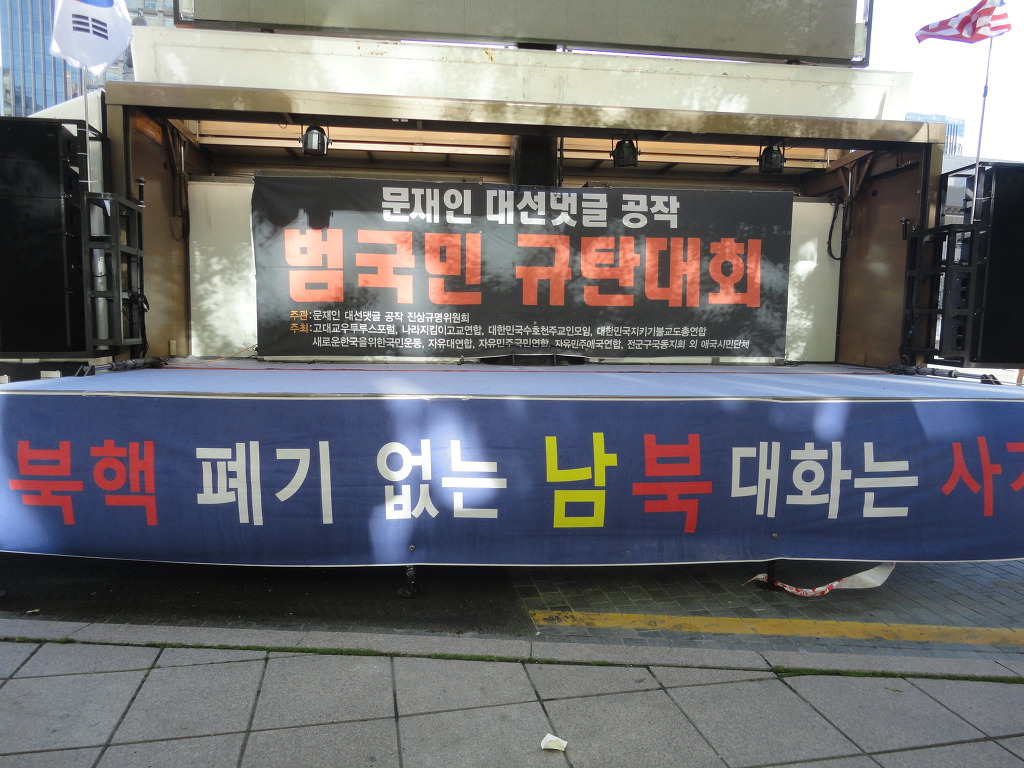 문재인 대선댓글 공작
범국민 규탄대회
주관:문재인 대선댓글 공작 진상규명위원회
주최:고대교우투루스포럼, 나라지킴이고교연합, 대한민국수호천주교인모임, 대한민국지키기불교도총연합
새로운한국을위한국민운동, 자유대연합, 자유민주국민연합, 자유민주애국연합, 전군구국동지회 외 애국시민단체
북핵 폐기 없는 남북대화는